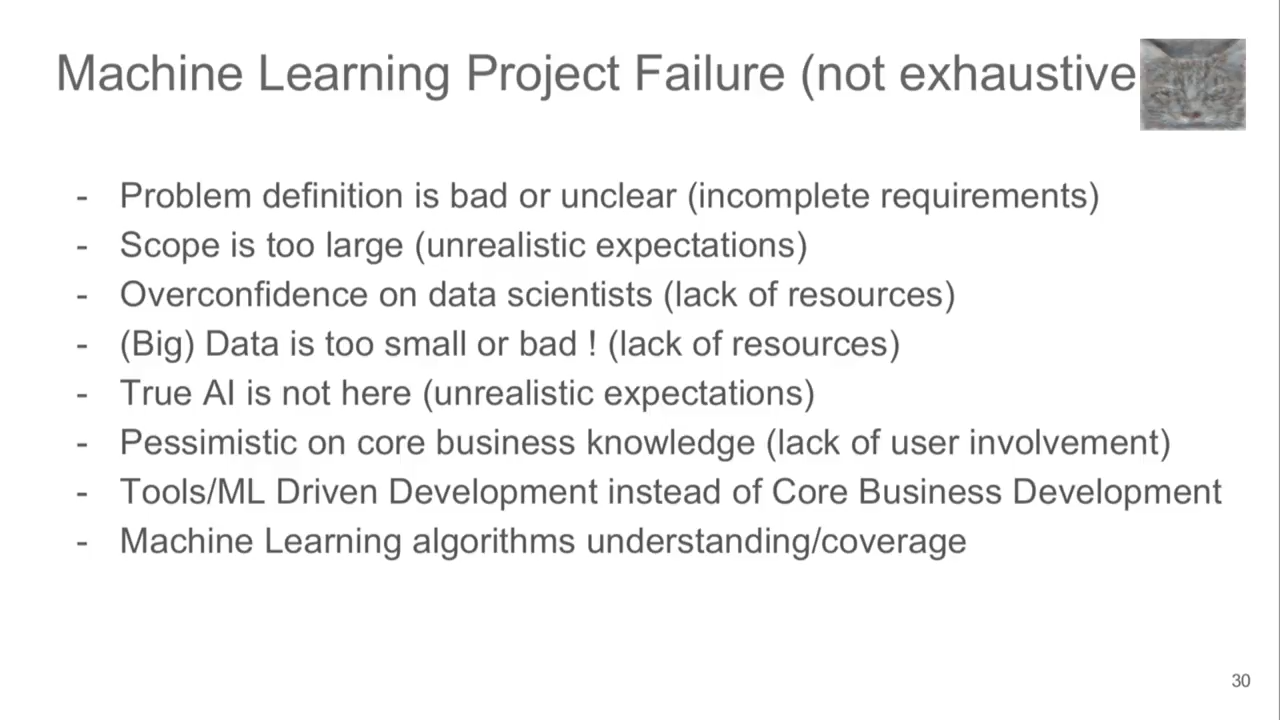 Machine Learning Project Failure (not exhaustive
- Problem definition is bad or unclear (incomplete requirements)
- Scope is too large (unrealistic expectations)
- Overconfidence on data scientists (lack of resources)
- (Big) Data is too small or bad ! (lack of resources)
- True AI is not here (unrealistic expectations)
- Pessimistic on core business knowledge (lack of user involvement)
- Tools/ML Driven Development instead of Core Business Development
- Machine Learning algorithms understanding/coverage
30